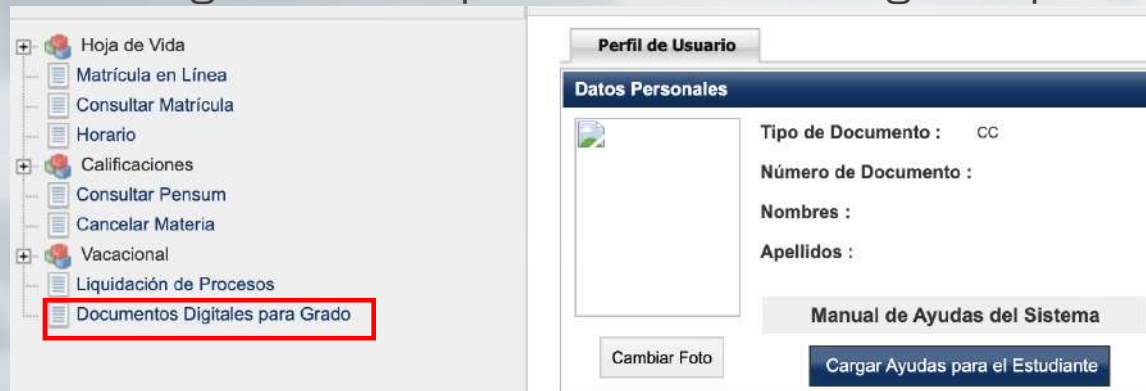 Hoja de Vida
Matrícula en Línea
Consultar Matrícula
Horario
Calificaciones
Consultar Pensum
Cancelar Materia
Vacacional
Liquidación de Procesos
Documentos Digitales para Grado
Perfil de Usuario
Datos Personales
Tipo de Documento : CC
Número de Documento :
Nombres :
Apellidos :
Manual de Ayudas del Sistema
Cambiar Foto
Cargar Ayudas para el Estudiante